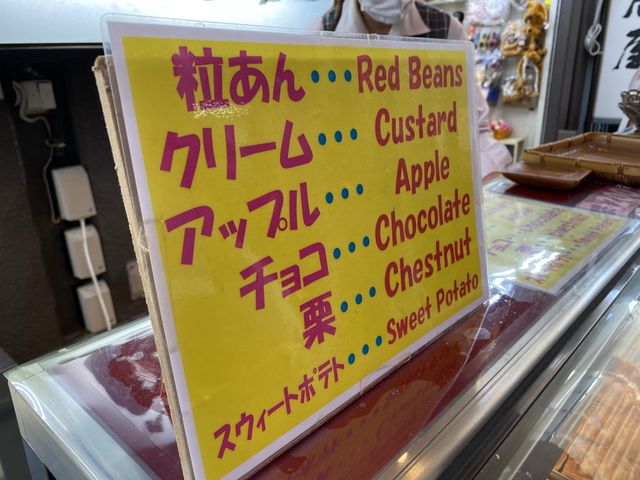 粒あん・・・Red Beans
クリーム・・・Custard
アップル・・・Apple
チョコ・・・Chocolate
栗・・・Chestnut
スウィートポテト・・・Sweet Potato